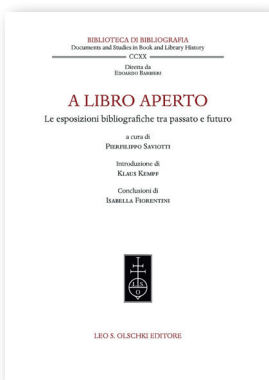 BIBLIOTECA DI BIBLIOGRAFIA
Documents and Studies in Book and Library History
CCXX
Diretta da
EDOARDO BARBIERI
A LIBRO APERTO
Le esposizioni bibliografiche tra passato e futuro
a cura di
PIERFILIPPO SAVIOTTI
Introduzione di
KLAUS KEMPF
Conclusioni di
ISABELLA FIORENTINI
LEO S. OLSCHKI EDITORE